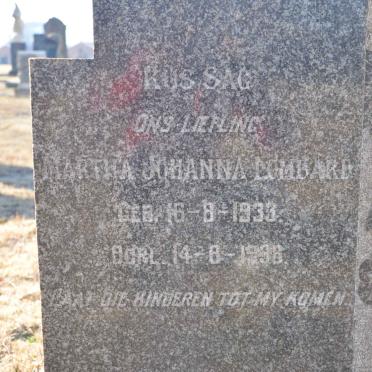 RUS SAG
ONS LIEFLING
MARTHA JOHANNA LOMBARD
GEB. 16-8-1933.
OORL. 14-8-1938.
LAAT DIE KINDEREN TOT MY KOMEN.